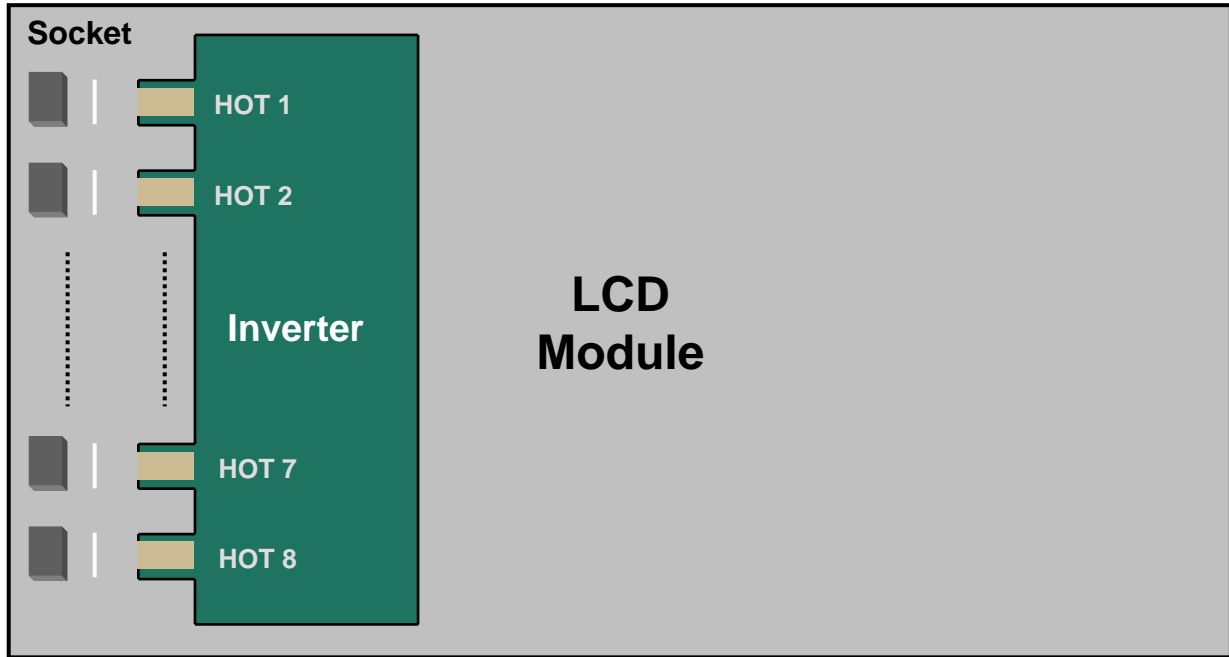 Socket
HOT 1
HOT 2
Inverter
LCD
Module
HOT 7
HOT 8